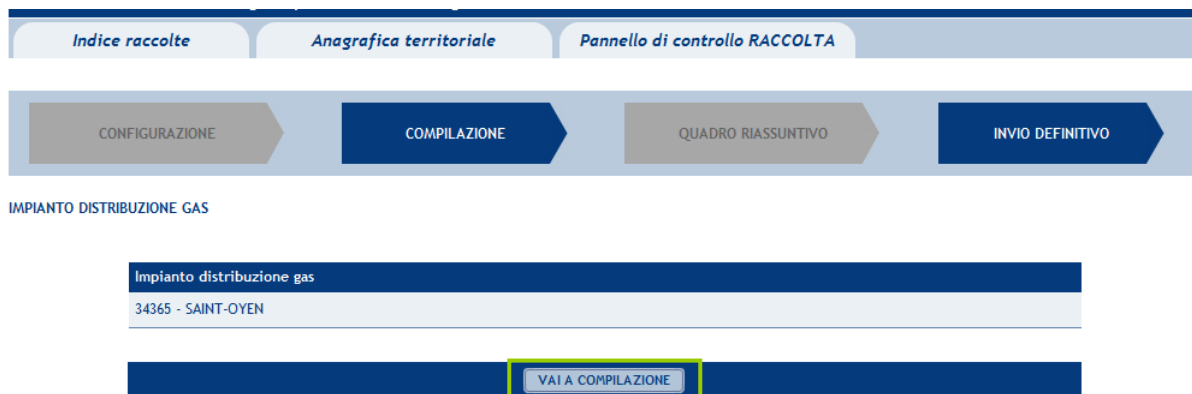 Indice raccolte
Anagrafica territoriale
Pannello di controllo RACCOLTA
CONFIGURAZIONE
COMPILAZIONE
QUADRO RIASSUNTIVO
INVIO DEFINITIVO
IMPIANTO DISTRIBUZIONE GAS
Impianto distribuzione gas
34365 - SAINT-OYEN
VAI A COMPILAZIONE